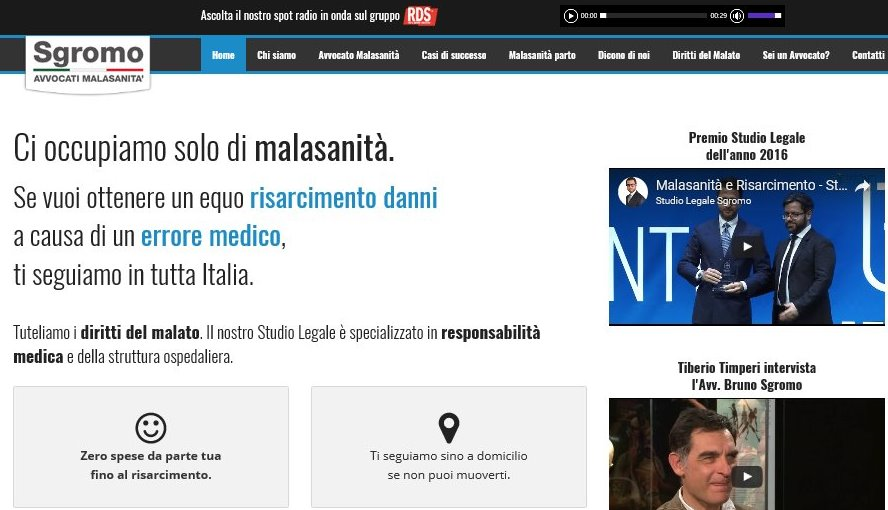 Ascolta il nostro spot radio in onda sul gruppo RDS
00:00 00:29
Sgromo
AVVOCATI MALASANITA'
Home Chi siamo Avvocato Malasanità Casi di successo Malasanità parto Dicono di noi Diritti del Malato Sei un Avvocato? Contatti
Ci occupiamo solo di malasanità.
Se vuoi ottenere un equo risarcimento danni
a causa di un errore medico,
ti seguiamo in tutta Italia.
Tuteliamo i diritti del malato. Il nostro Studio Legale è specializzato in responsabilità
medica e della struttura ospedaliera.
Zero spese da parte tua
fino al risarcimento.
Ti seguiamo sino a domicilio
se non puoi muoverti.
Premio Studio Legale
dell'anno 2016
Malasanità e Risarcimento - St...
Studio Legale Sgromo
NT
Tiberio Timperi intervista
l'Avv. Bruno Sgromo